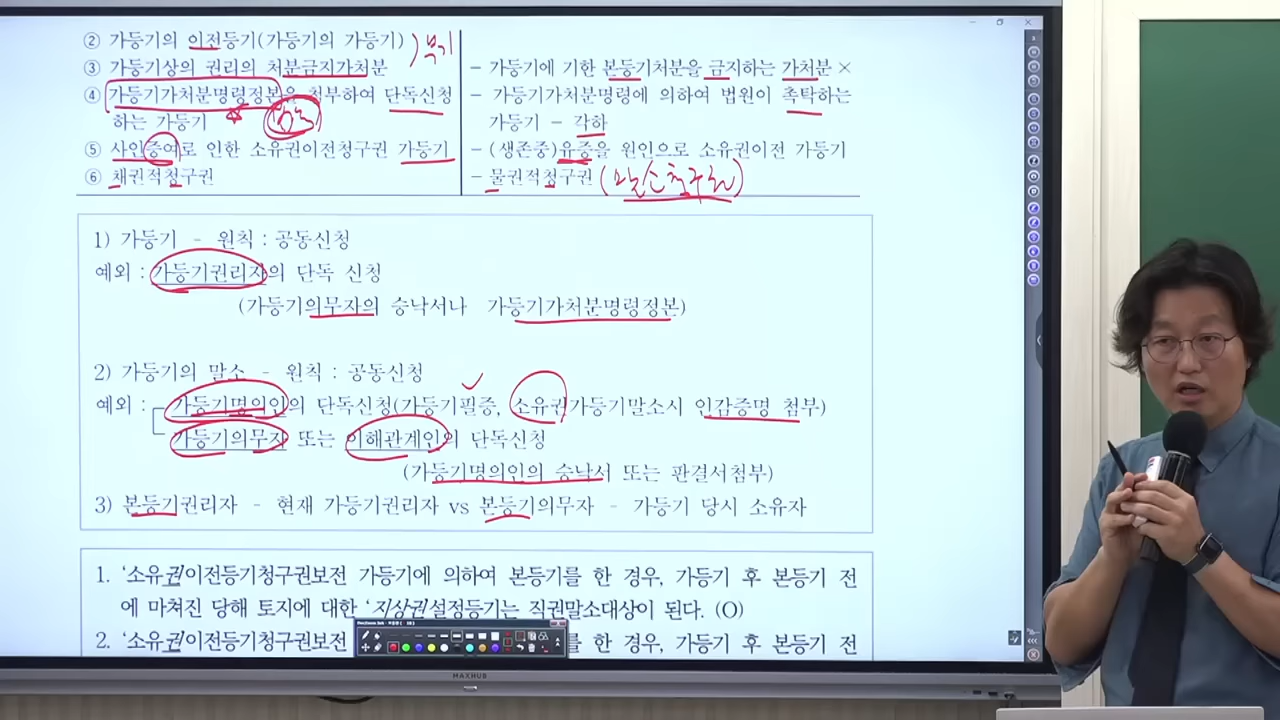 ② 가등기의 이전등기(가등기의 가등기) ) 부기
③ 가등기상의 권리의 처분금지가처분
④ 가등기가처분명령정본을 첨부하여 단독신청
하는 가등기
⑤ 사인증여로 인한 소유권이전청구권 가등기
⑥ 채권적청구권
- 가등기에 기한 본등기처분을 금지하는 가처분 ×
- 가등기가처분명령에 의하여 법원이 촉탁하는
가등기 - 각하
- (생존중)유증을 원인으로 소유권이전 가등기
- 물권적청구권 (말소청구권)
1) 가등기 - 원칙 : 공동신청
예외 : 가등기권리자의 단독 신청
(가등기의무자의 승낙서나 가등기가처분명령정본)
2) 가등기의 말소 - 원칙 : 공동신청
예외 : 가등기명의인의 단독신청(가등기필증, 소유권가등기말소시 인감증명 첨부)
가등기의무자 또는 이해관계인의 단독신청
(가등기명의인의 승낙서 또는 판결서첨부)
3) 본등기권리자 - 현재 가등기권리자 vs 본등기의무자 - 가등기 당시 소유자
1. '소유권이전등기청구권보전 가등기에 의하여 본등기를 한 경우, 가등기 후 본등기 전
에 마쳐진 당해 토지에 대한 '지상권설정등기는 직권말소대상이 된다. (O)
2. '소유권이전등기청구권보전 를 한 경우, 가등기 후 본등기 전
MAXHUB